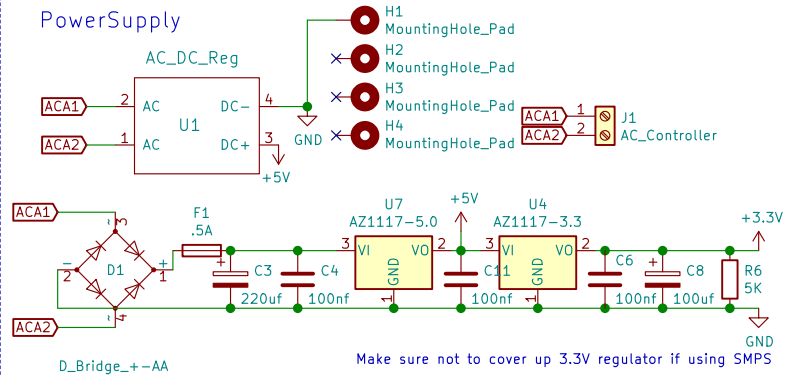 PowerSupply
H1
MountingHole_Pad
H2
MountingHole_Pad
H3
MountingHole_Pad
H4
MountingHole_Pad
AC_DC_Reg
ACA1
2
AC
DC-
4
U1
ACA2
1
AC
DC+
3
GND
+5V
ACA1
1
J1
ACA2
2
AC_Controller
ACA1
~
3
F1
.5A
D1
-
2
+
1
~
4
ACA2
D_Bridge_+-AA
+
C3
220uf
C4
100nf
U7
AZ1117-5.0
3
VI
VO
2
GND
1
+5V
C11
100nf
U4
AZ1117-3.3
3
VI
VO
2
GND
1
C6
100nf
+
C8
100uf
+3.3V
R6
5K
GND
Make sure not to cover up 3.3V regulator if using SMPS